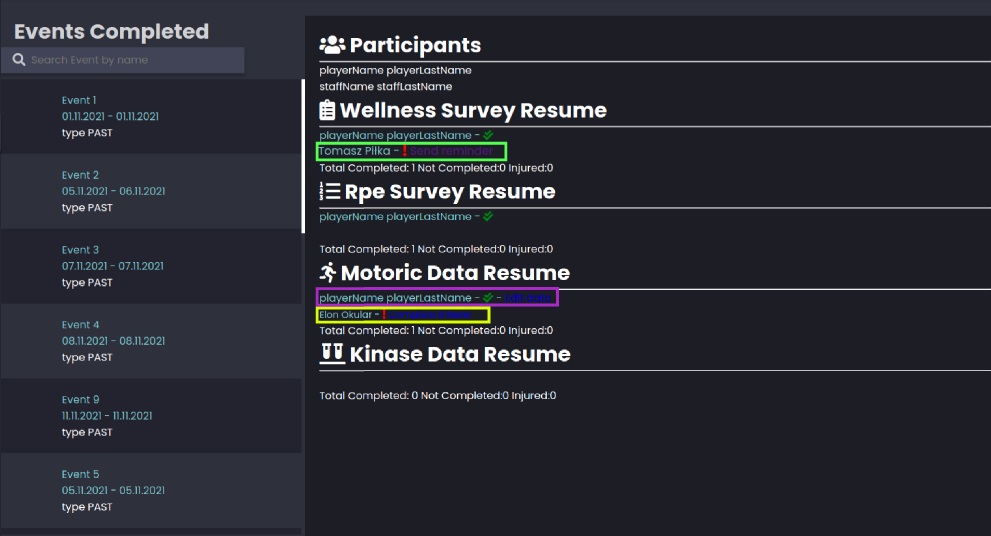 Events Completed
Search Event by name
Event 1
01.11.2021 - 01.11.2021
type PAST
Event 2
05.11.2021 - 06.11.2021
type PAST
Event 3
07.11.2021 - 07.11.2021
type PAST
Event 4
08.11.2021 - 08.11.2021
type PAST
Event 9
11.11.2021 - 11.11.2021
type PAST
Event 5
05.11.2021 - 05.11.2021
type PAST
Participants
playerName playerLastName
staffName staffLastName
Wellness Survey Resume
playerName playerLastName -
Tomasz Piłka - ! Send reminder
Total Completed: 1 Not Completed:0 Injured:0
Rpe Survey Resume
playerName playerLastName -
Total Completed: 1 Not Completed:0 Injured:0
Motoric Data Resume
playerName playerLastName - -
Elon Okular - !
Total Completed: 1 Not Completed:0 Injured:0
Kinase Data Resume
Total Completed: 0 Not Completed:0 Injured:0